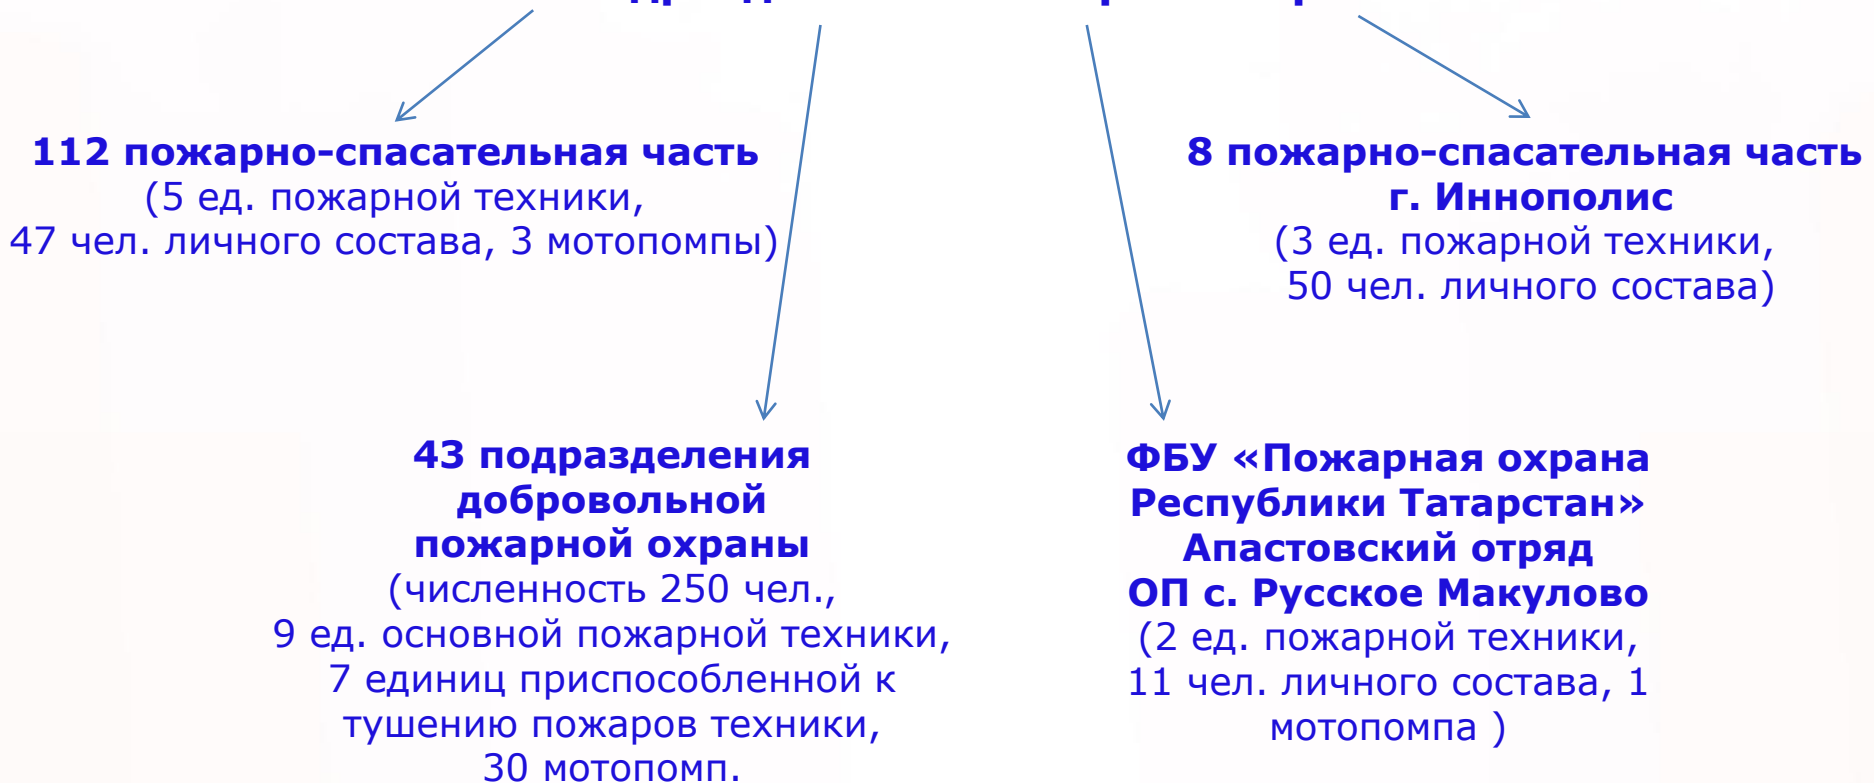 112 пожарно-спасательная часть
(5 ед. пожарной техники,
47 чел. личного состава, 3 мотопомпы)
8 пожарно-спасательная часть
г. Иннополис
(3 ед. пожарной техники,
50 чел. личного состава)
43 подразделения
добровольной
пожарной охраны
(численность 250 чел.,
9 ед. основной пожарной техники,
7 единиц приспособленной к
тушению пожаров техники,
30 мотопомп.
ФБУ «Пожарная охрана
Республики Татарстан»
Апастовский отряд
ОП с. Русское Макулово
(2 ед. пожарной техники,
11 чел. личного состава, 1
мотопомпа )